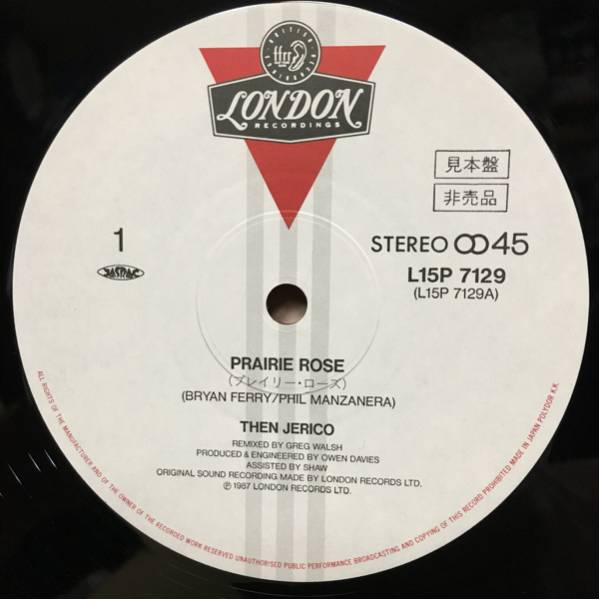 BRITISH
ffrr
LONDON
RECORDINGS
見本盤
非売品
1
STEREO 45
JASRAC
L15P 7129
(L15P 7129A)
PRAIRIE ROSE
(プレイリー・ローズ)
(BRYAN FERRY/PHIL MANZANERA)
THEN JERICO
REMIXED BY GREG WALSH
PRODUCED & ENGINEERED BY OWEN DAVIES
ASSISTED BY SHAW
ORIGINAL SOUND RECORDING MADE BY LONDON RECORDS LTD.
℗ 1987 LONDON RECORDS LTD.
ALL RIGHTS OF THE MANUFACTURER AND OF THE OWNER OF THE RECORDED WORK RESERVED UNAUTHORISED PUBLIC PERFORMANCE BROADCASTING AND COPYING OF THIS RECORD PROHIBITED MADE IN JAPAN POLYDOR K.K.